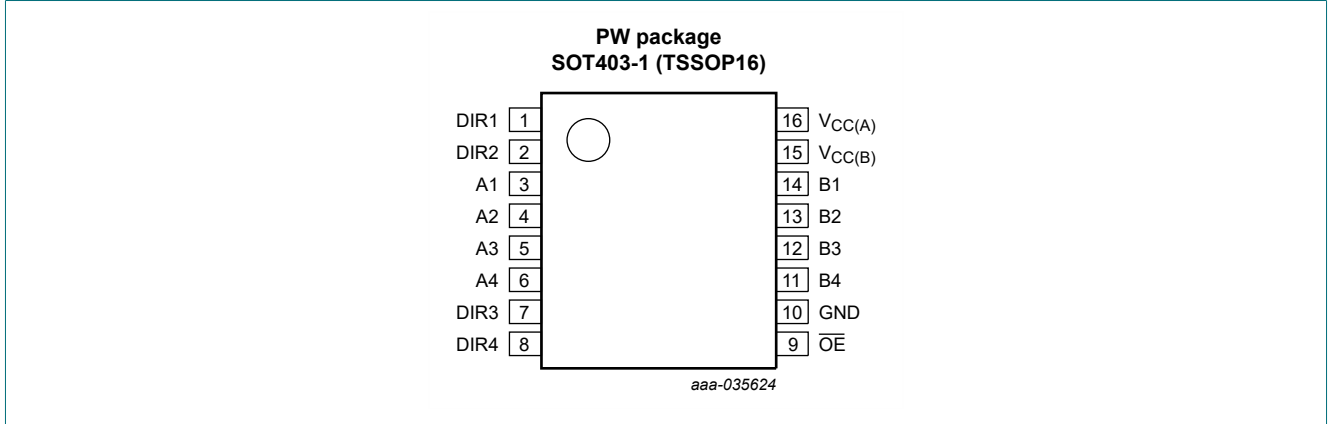 PW package
SOT403-1 (TSSOP16)
DIR1 1 16 VCC(A)
DIR2 2 15 VCC(B)
A1 3 14 B1
A2 4 13 B2
A3 5 12 B3
A4 6 11 B4
DIR3 7 10 GND
DIR4 8 9 O̅E̅
aaa-035624